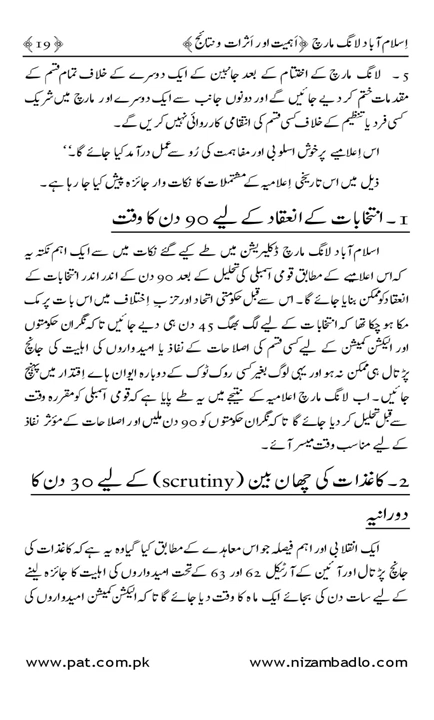 اِسلام آباد لانگ مارچ ﴿اَہمیت اور اَثرات و نتائج﴾ ﴿ 19 ﴾
5 ۔ لانگ مارچ کے اختتام کے بعد جانبین کے ایک دوسرے کے خلاف تمام قسم کے
مقدمات ختم کر دیے جائیں گے اور دونوں جانب سے ایک دوسرے اور مارچ میں شریک
کسی فرد یا تنظیم کے خلاف کسی قسم کی انتقامی کارروائی نہیں کریں گے۔
اس اِعلامیے پر خوش اسلوبی اور مفاہمت کی رُو سے عمل درآمد کیا جائے گا۔‘‘
ذیل میں اس تاریخی اِعلامیہ کے مشتملات کا نکات وار جائزہ پیش کیا جا رہا ہے۔
1۔ انتخابات کے انعقاد کے لیے 90 دن کا وقت
اسلام آباد لانگ مارچ ڈکلیریشن میں طے کیے گئے نکات میں سے ایک اہم نکتہ یہ
کہ اس اعلامیے کے مطابق قومی اسمبلی کی تحلیل کے بعد 90 دن کے اندر اندر انتخابات کے
انعقاد کو ممکن بنایا جائے گا۔ اس سے قبل حکومتی اتحاد اور حزبِ اِختلاف میں اس بات پر مک
مکا ہو چکا تھا کہ انتخابات کے لیے لگ بھگ 45 دن ہی دیے جائیں تاکہ نگران حکومتوں
اور الیکشن کمیشن کے لیے کسی قسم کی اصلاحات کے نفاذ یا امیدواروں کی اہلیت کی جانچ
پڑتال ہی ممکن نہ ہو اور یہی لوگ بغیر کسی روک ٹوک کے دوبارہ ایوان ہاے اِقتدار میں پہنچ
جائیں۔ اب لانگ مارچ اعلامیہ کے نتیجے میں یہ طے پایا ہے کہ قومی اسمبلی کو مقررہ وقت
سے قبل تحلیل کر دیا جائے گا تا کہ نگران حکومتوں کو 90 دن ملیں اور اصلاحات کے مؤثر نفاذ
کے لیے مناسب وقت میسر آئے۔
2۔ کاغذات کی چھان بین (scrutiny) کے لیے 30 دن کا
دورانیہ
ایک انقلابی اور اہم فیصلہ جو اس معاہدے کے مطابق کیا گیا وہ یہ ہے کہ کاغذات کی
جانچ پڑتال اور آئین کے آرٹیکل 62 اور 63 کے تحت امیدواروں کی اہلیت کا جائزہ لینے
کے لیے سات دن کی بجائے ایک ماہ کا وقت دیا جائے گا تا کہ الیکشن کمیشن امیدواروں کی
www.pat.com.pk www.nizambadlo.com